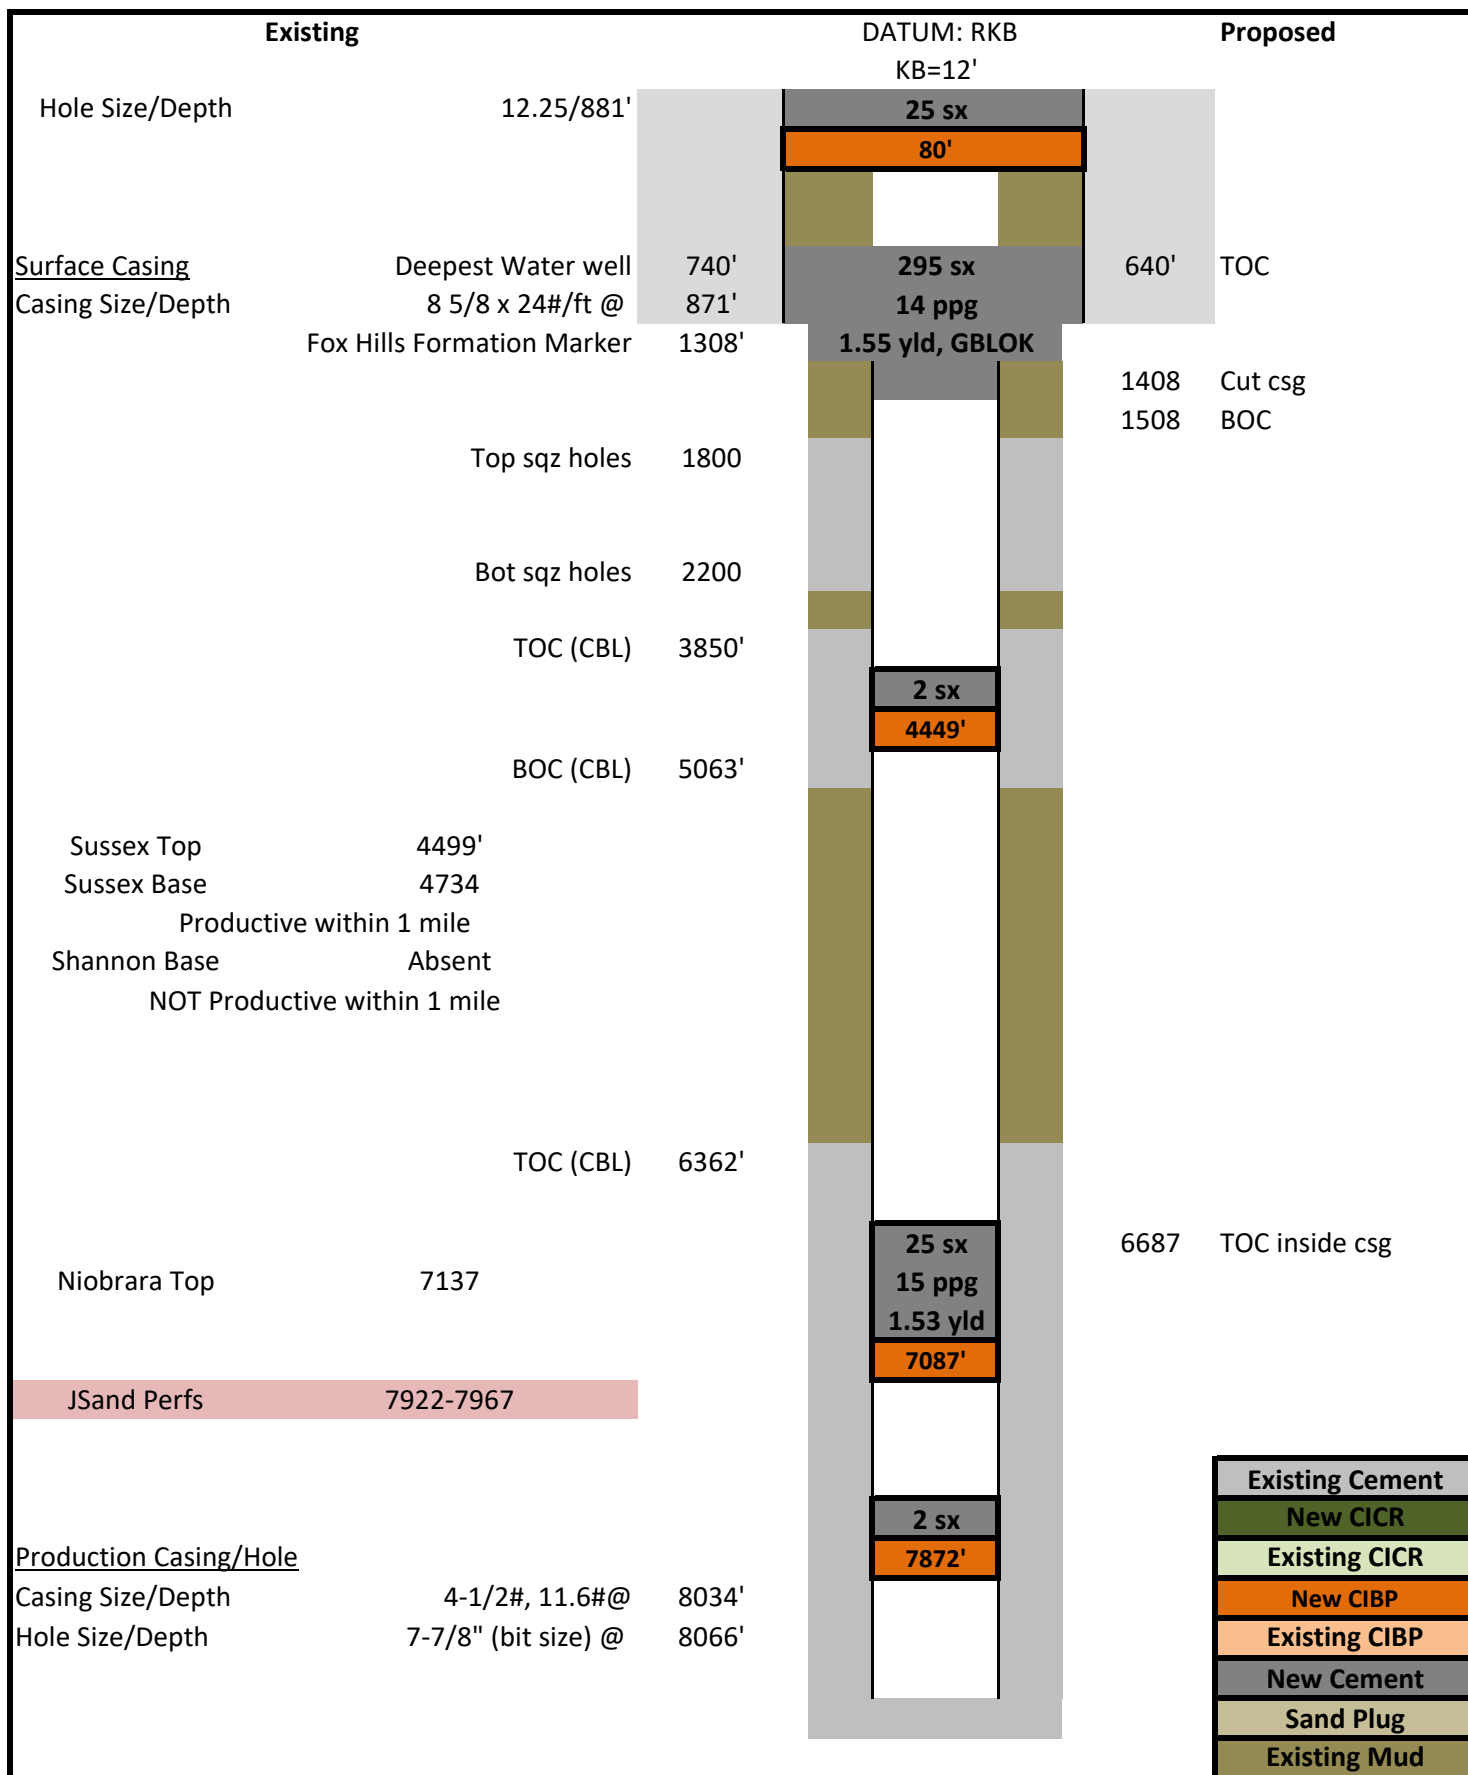 Existing DATUM: RKB Proposed
KB=12'
Hole Size/Depth 12.25/881' 25 sx
80'
Surface Casing Deepest Water well 740' 295 sx 640' TOC
Casing Size/Depth 8 5/8 x 24#/ft @ 871' 14 ppg
Fox Hills Formation Marker 1308' 1.55 yld, GBLOK
1408 Cut csg
1508 BOC
Top sqz holes 1800
Bot sqz holes 2200
TOC (CBL) 3850'
2 sx
4449'
BOC (CBL) 5063'
Sussex Top 4499'
Sussex Base 4734
Productive within 1 mile
Shannon Base Absent
NOT Productive within 1 mile
TOC (CBL) 6362'
25 sx 6687 TOC inside csg
Niobrara Top 7137 15 ppg
1.53 yld
7087'
JSand Perfs 7922-7967
Existing Cement
2 sx New CICR
Production Casing/Hole 7872' Existing CICR
Casing Size/Depth 4-1/2#, 11.6#@ 8034' New CIBP
Hole Size/Depth 7-7/8" (bit size) @ 8066' Existing CIBP
New Cement
Sand Plug
Existing Mud